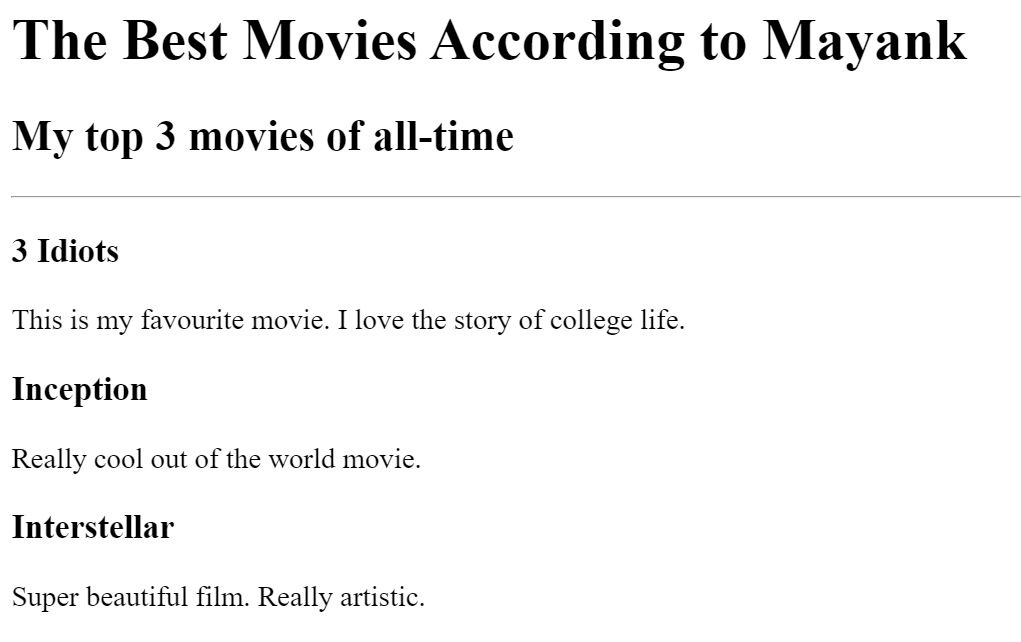 The Best Movies According to Mayank
My top 3 movies of all-time
3 Idiots
This is my favourite movie. I love the story of college life.
Inception
Really cool out of the world movie.
Interstellar
Super beautiful film. Really artistic.